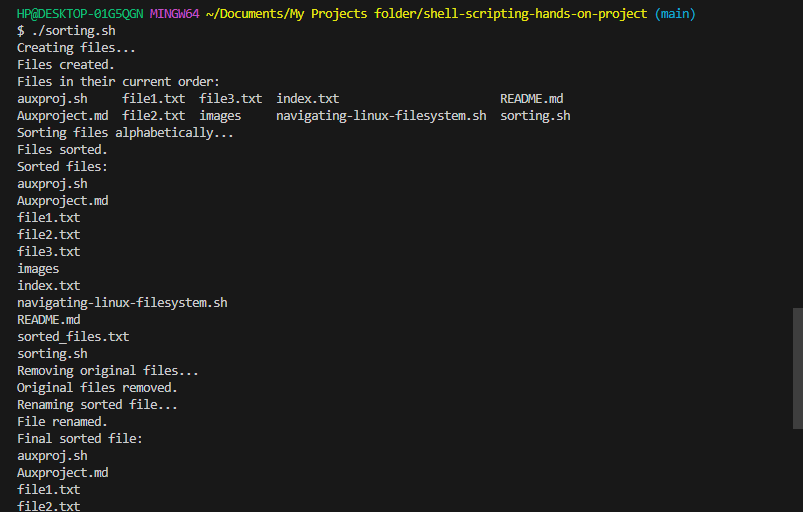 HP@DESKTOP-01G5QGN MINGW64 ~/Documents/My Projects folder/shell-scripting-hands-on-project (main)
$ ./sorting.sh
Creating files...
Files created.
Files in their current order:
auxproj.sh     file1.txt  file3.txt  index.txt                       README.md
Auxproject.md  file2.txt  images     navigating-linux-filesystem.sh  sorting.sh
Sorting files alphabetically...
Files sorted.
Sorted files:
auxproj.sh
Auxproject.md
file1.txt
file2.txt
file3.txt
images
index.txt
navigating-linux-filesystem.sh
README.md
sorted_files.txt
sorting.sh
Removing original files...
Original files removed.
Renaming sorted file...
File renamed.
Final sorted file:
auxproj.sh
Auxproject.md
file1.txt
file2.txt